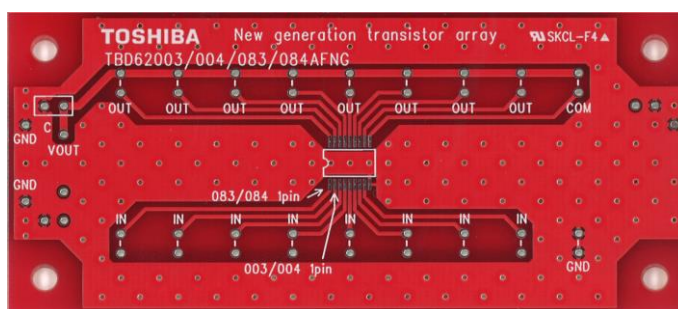 TOSHIBA New generation transistor array SKCL-F4
TBD62003/004/083/084AFNG
OUT OUT OUT OUT OUT OUT OUT OUT COM
C
GND
VOUT
GND
083/084 1pin
IN IN IN IN IN IN IN IN
003/004 1pin
GND